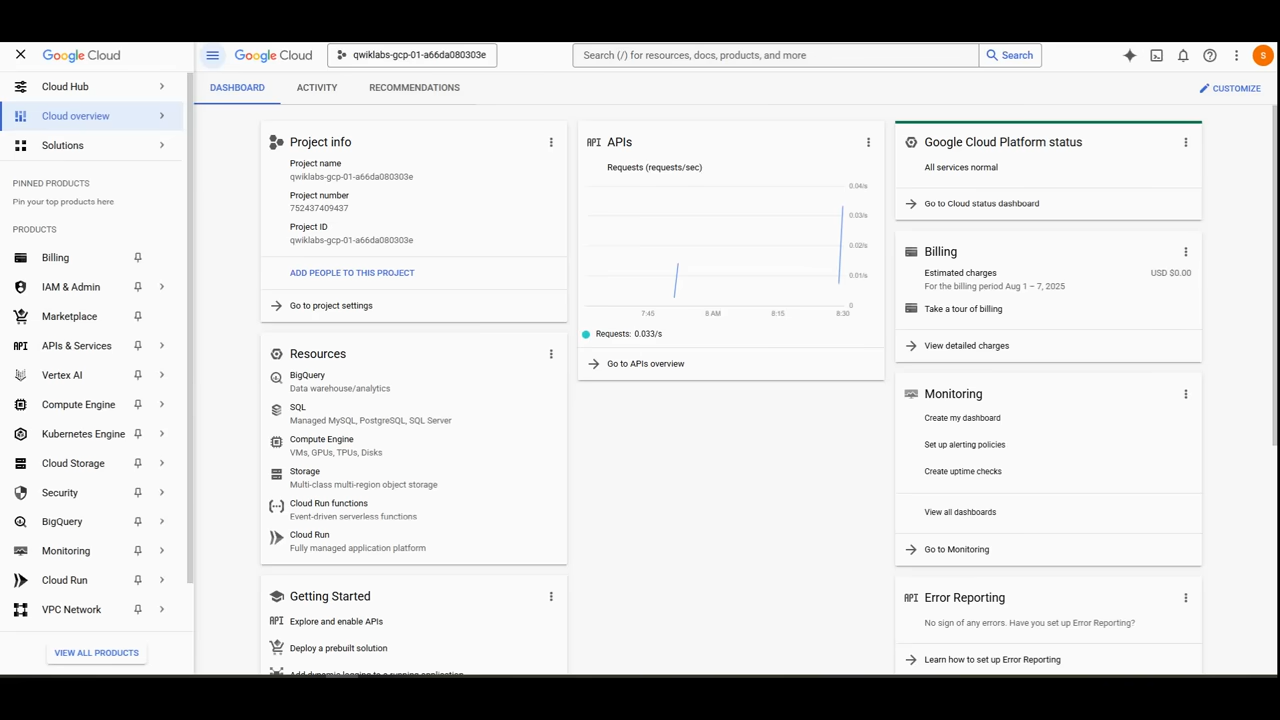 Google Cloud
Cloud Hub
Cloud overview
Solutions
PINNED PRODUCTS
Pin your top products here
PRODUCTS
Billing
IAM & Admin
Marketplace
API APIs & Services
Vertex AI
Compute Engine
Kubernetes Engine
Cloud Storage
Security
BigQuery
Monitoring
Cloud Run
VPC Network
VIEW ALL PRODUCTS
Google Cloud
qwiklabs-gcp-01-a66da080303e
Search (/) for resources, docs, products, and more
Search
S
DASHBOARD
ACTIVITY
RECOMMENDATIONS
CUSTOMIZE
Project info
Project name
qwiklabs-gcp-01-a66da080303e
Project number
752437409437
Project ID
qwiklabs-gcp-01-a66da080303e
ADD PEOPLE TO THIS PROJECT
Go to project settings
Resources
BigQuery
Data warehouse/analytics
SQL
Managed MySQL, PostgreSQL, SQL Server
Compute Engine
VMs, GPUs, TPUs, Disks
Storage
Multi-class multi-region object storage
Cloud Run functions
Event-driven serverless functions
Cloud Run
Fully managed application platform
Getting Started
API Explore and enable APIs
Deploy a prebuilt solution
Add dynamic logging to a running application
API APIs
Requests (requests/sec)
0.04/s
0.03/s
0.02/s
0.01/s
0
7:45
8 AM
8:15
8:30
Requests: 0.033/s
Go to APIs overview
Google Cloud Platform status
All services normal
Go to Cloud status dashboard
Billing
Estimated charges
USD $0.00
For the billing period Aug 1 – 7, 2025
Take a tour of billing
View detailed charges
Monitoring
Create my dashboard
Set up alerting policies
Create uptime checks
View all dashboards
Go to Monitoring
API Error Reporting
No sign of any errors. Have you set up Error Reporting?
Learn how to set up Error Reporting